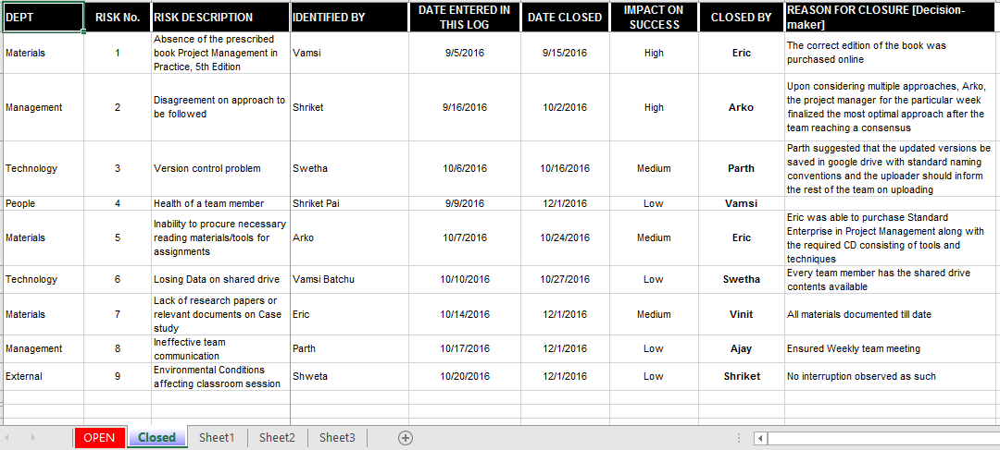 DEPT RISK No. RISK DESCRIPTION IDENTIFIED BY DATE ENTERED IN THIS LOG DATE CLOSED IMPACT ON SUCCESS CLOSED BY REASON FOR CLOSURE [Decision-maker]
Materials 1 Absence of the prescribed book Project Management in Practice, 5th Edition Vamsi 9/5/2016 9/15/2016 High Eric The correct edition of the book was purchased online
Management 2 Disagreement on approach to be followed Shriket 9/16/2016 10/2/2016 High Arko Upon considering multiple approaches, Arko, the project manager for the particular week finalized the most optimal approach after the team reaching a consensus
Technology 3 Version control problem Swetha 10/6/2016 10/16/2016 Medium Parth Parth suggested that the updated versions be saved in google drive with standard naming conventions and the uploader should inform the rest of the team on uploading
People 4 Health of a team member Shriket Pai 9/9/2016 12/1/2016 Low Vamsi
Materials 5 Inability to procure necessary reading materials/tools for assignments Arko 10/7/2016 10/24/2016 Medium Eric Eric was able to purchase Standard Enterprise in Project Management along with the required CD consisting of tools and techniques
Technology 6 Losing Data on shared drive Vamsi Batchu 10/10/2016 10/27/2016 Low Swetha Every team member has the shared drive contents available
Materials 7 Lack of research papers or relevant documents on Case study Eric 10/14/2016 12/1/2016 Medium Vinit All materials documented till date
Management 8 Ineffective team communication Parth 10/17/2016 12/1/2016 Low Ajay Ensured Weekly team meeting
External 9 Environmental Conditions affecting classroom session Shweta 10/20/2016 12/1/2016 Low Shriket No interruption observed as such
OPEN Closed Sheet1 Sheet2 Sheet3